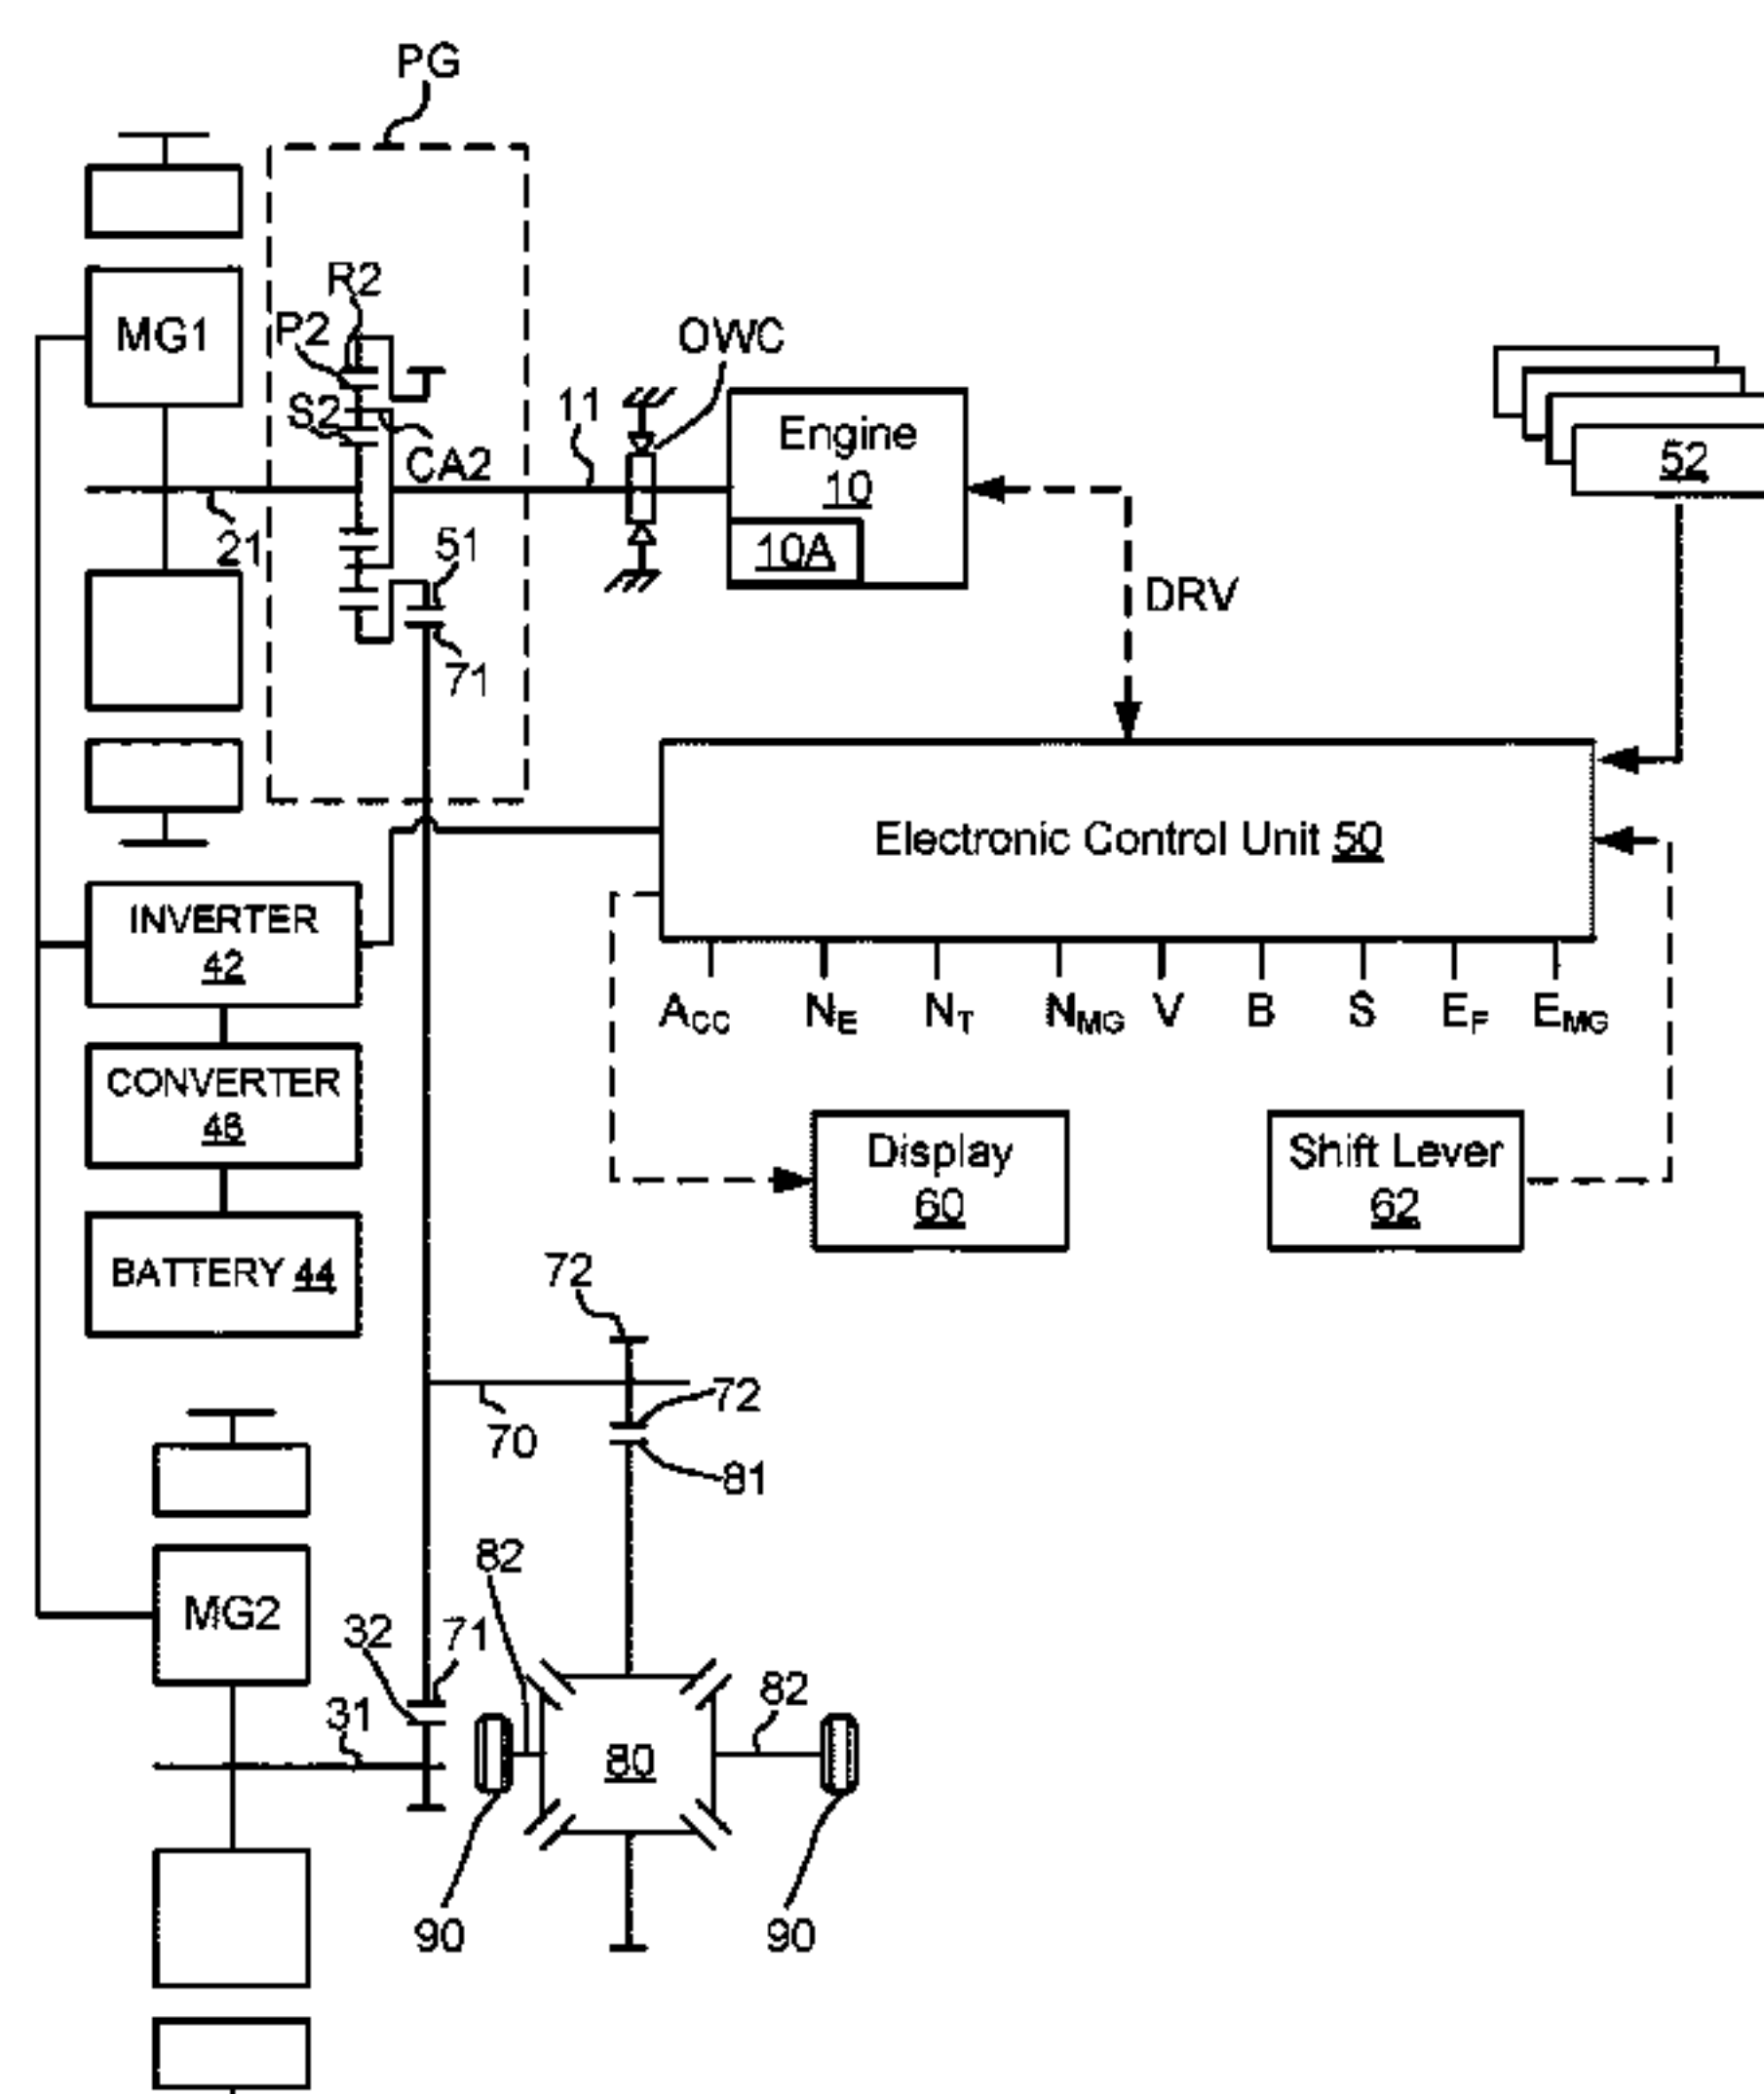 PG
R2
P2
MG1
OWC
S2
11
Engine
10
52
CA2
21
51
10A
DRV
71
Electronic Control Unit 50
INVERTER
42
ACC NE NT NMG V B S EF EMG
CONVERTER
46
Display
60
Shift Lever
62
BATTERY 44
72
72
70
81
82
MG2
32
71
82
31
80
90
90